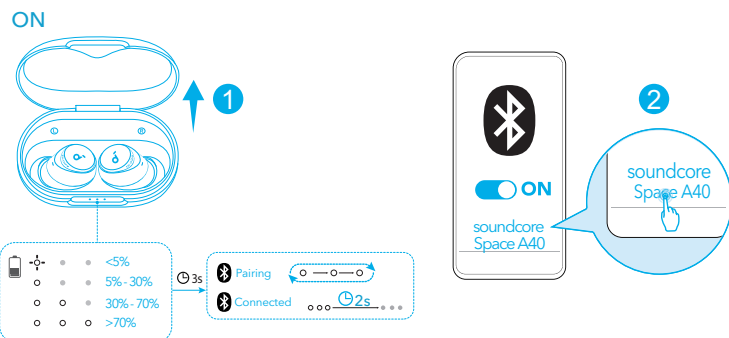 ON
1
L
R
<5%
5% - 30%
30% - 70%
>70%
3s
Pairing
Connected
2s
ON
soundcore
Space A40
2
soundcore
Space A40